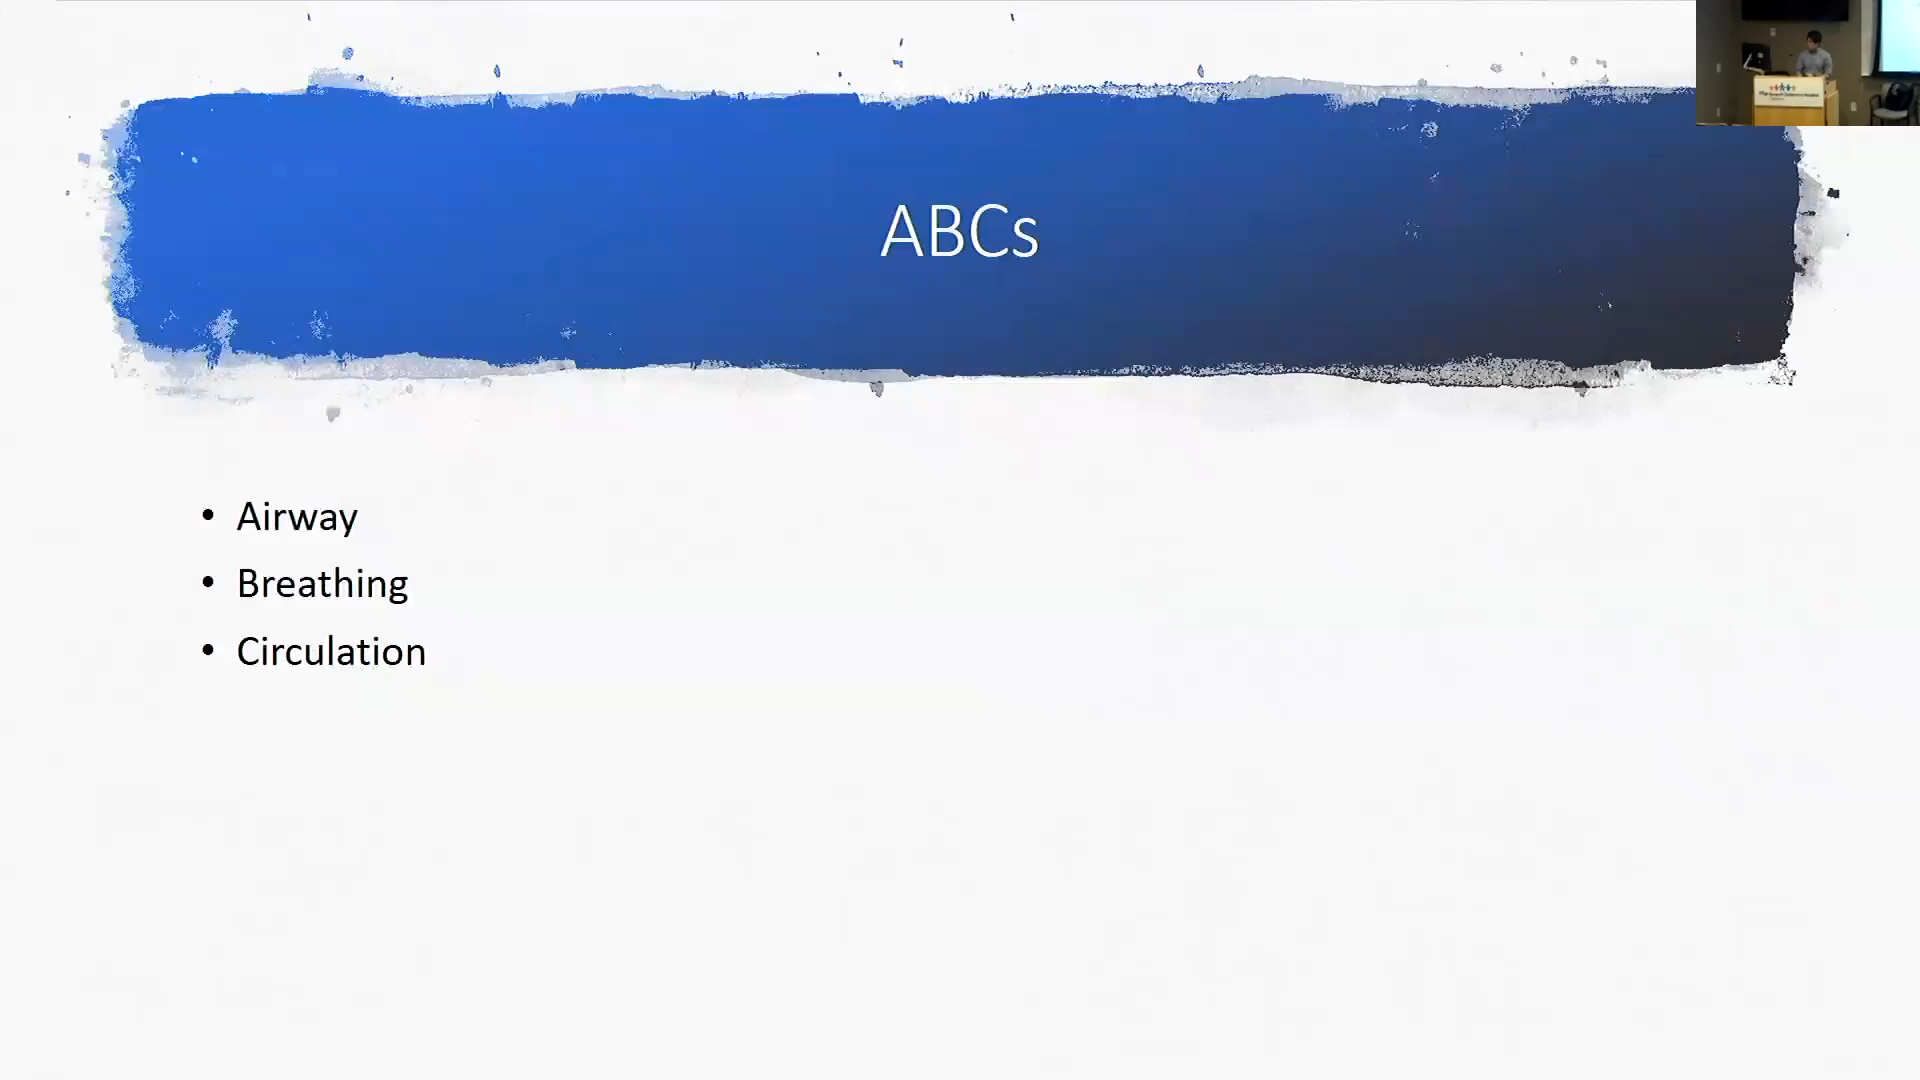 ABCs
• Airway
• Breathing
• Circulation